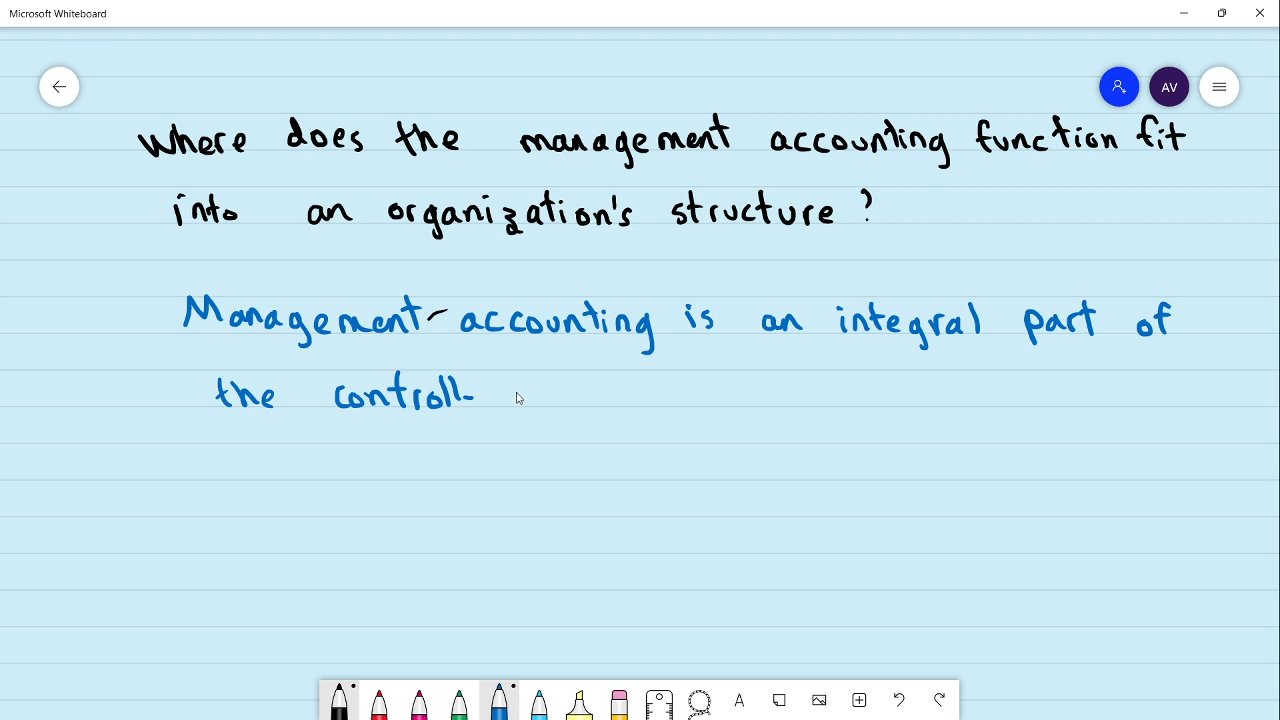 Microsoft Whiteboard
AV
Where does the management accounting function fit
into an organization's structure ?
Management-accounting is an integral part of
the controll-
A